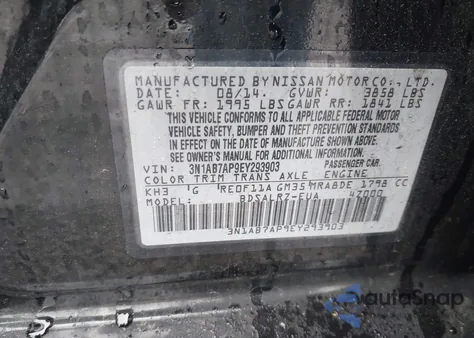 MANUFACTURED BY NISSAN MOTOR CO., LTD.
DATE: 08/14. GVWR: 3858 LBS
GAWR FR: 1995 LBS GAWR RR: 1841 LBS
THIS VEHICLE CONFORMS TO ALL APPLICABLE FEDERAL MOTOR
VEHICLE SAFETY, BUMPER AND THEFT PREVENTION STANDARDS
IN EFFECT ON THE DATE OF MANUFACTURE SHOWN ABOVE.
SEE OWNER'S MANUAL FOR ADDITIONAL INFORMATION.
PASSENGER CAR.
VIN: 3N1AB7AP9EY293903
COLOR TRIM TRANS AXLE ENGINE
KH3 G RE0F11A GM35 MRA8DE 1798 CC
MODEL: BDSALRZ-EUA 4Z000
3N1AB7AP9EY293903
autoSnap